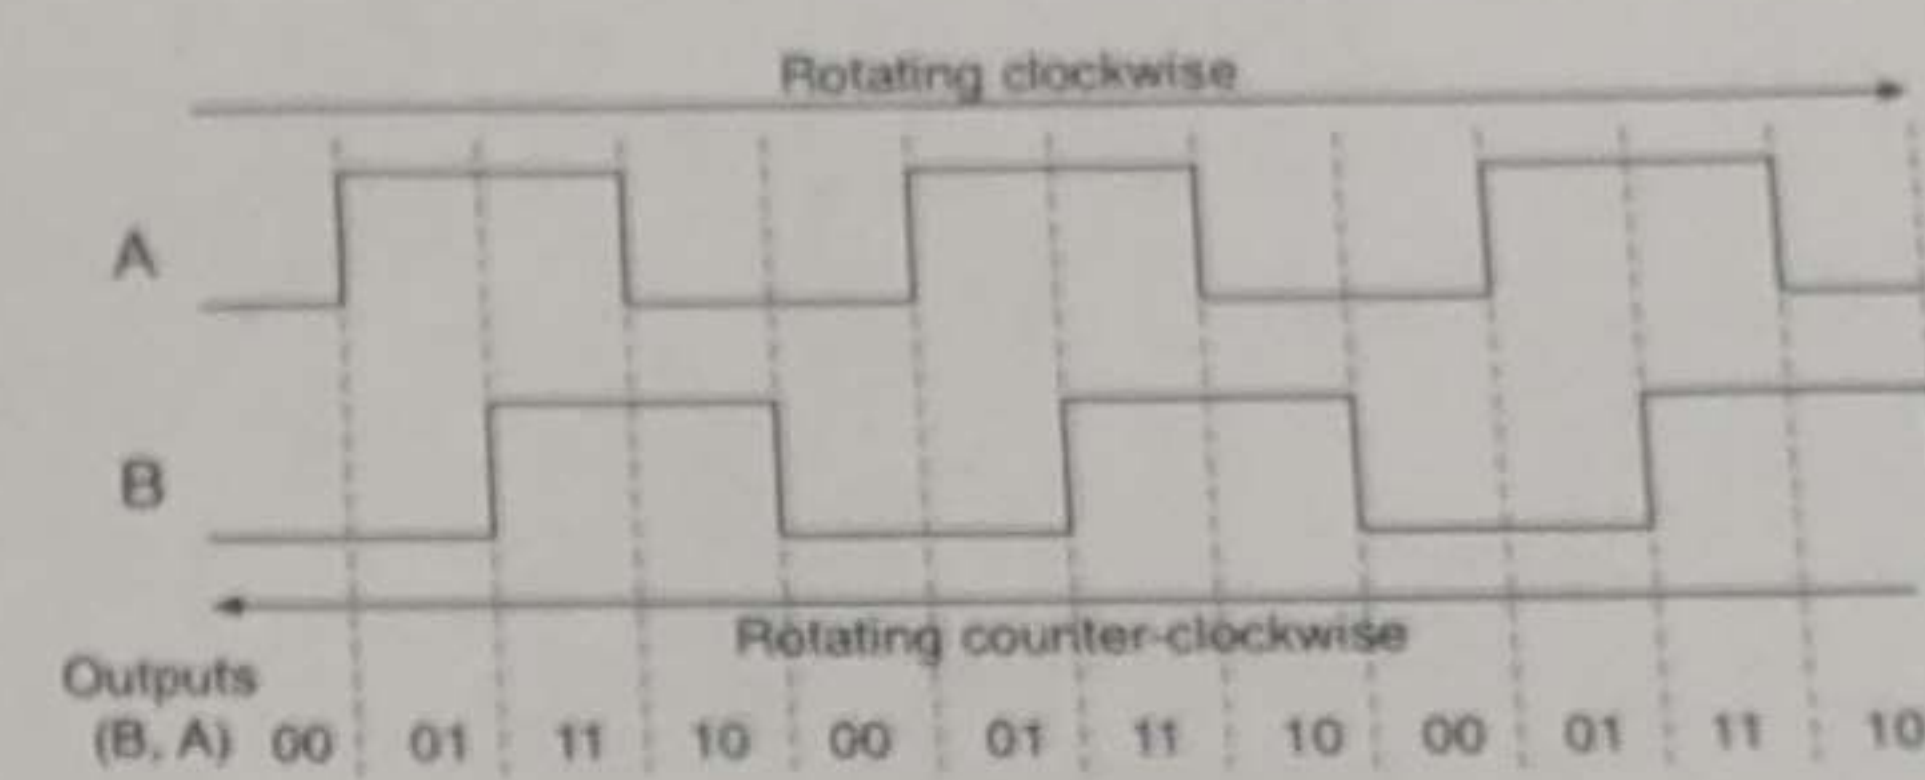 Rotating clockwise
A
B
Rotating counter-clockwise
Outputs
(B, A) 00 01 11 10 00 01 11 10 00 01 11 10